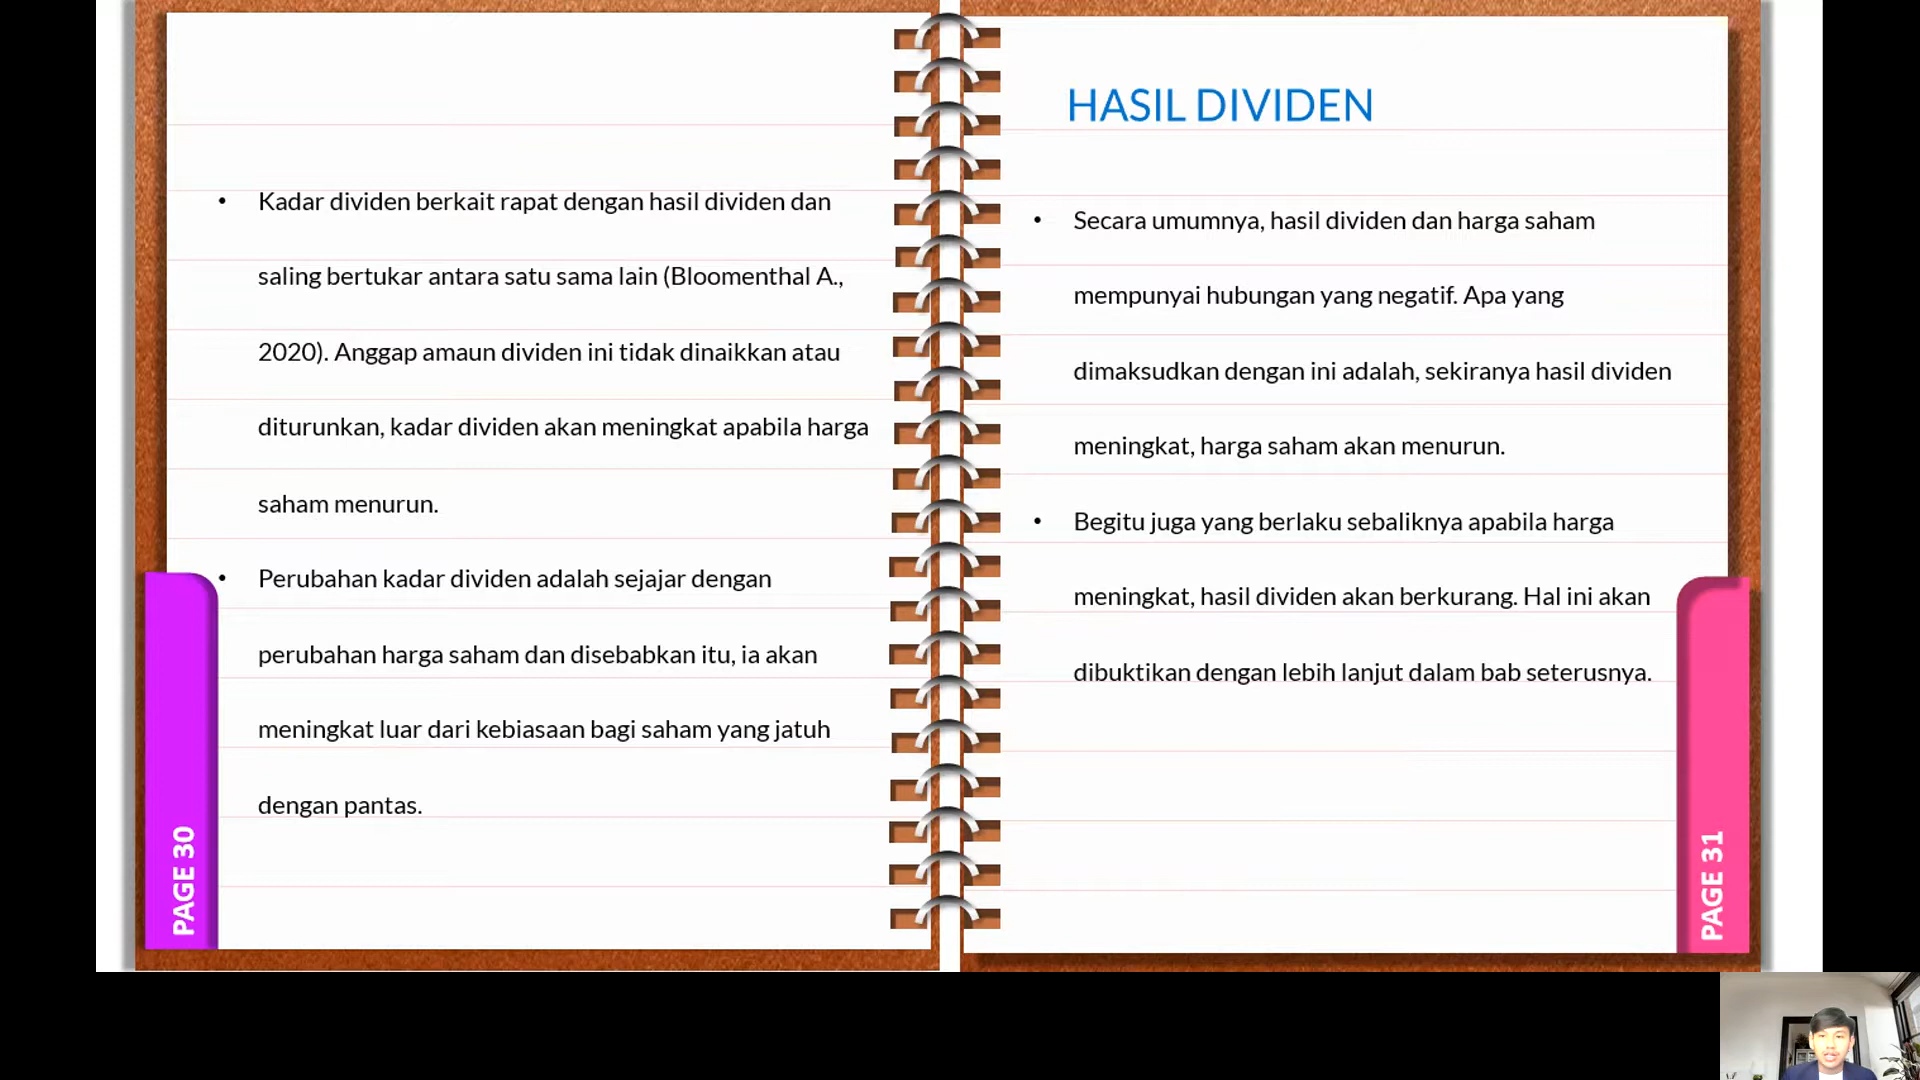 • Kadar dividen berkait rapat dengan hasil dividen dan
saling bertukar antara satu sama lain (Bloomenthal A.,
2020). Anggap amaun dividen ini tidak dinaikkan atau
diturunkan, kadar dividen akan meningkat apabila harga
saham menurun.
• Perubahan kadar dividen adalah sejajar dengan
perubahan harga saham dan disebabkan itu, ia akan
meningkat luar dari kebiasaan bagi saham yang jatuh
dengan pantas.
PAGE 30
HASIL DIVIDEN
• Secara umumnya, hasil dividen dan harga saham
mempunyai hubungan yang negatif. Apa yang
dimaksudkan dengan ini adalah, sekiranya hasil dividen
meningkat, harga saham akan menurun.
• Begitu juga yang berlaku sebaliknya apabila harga
meningkat, hasil dividen akan berkurang. Hal ini akan
dibuktikan dengan lebih lanjut dalam bab seterusnya.
PAGE 31